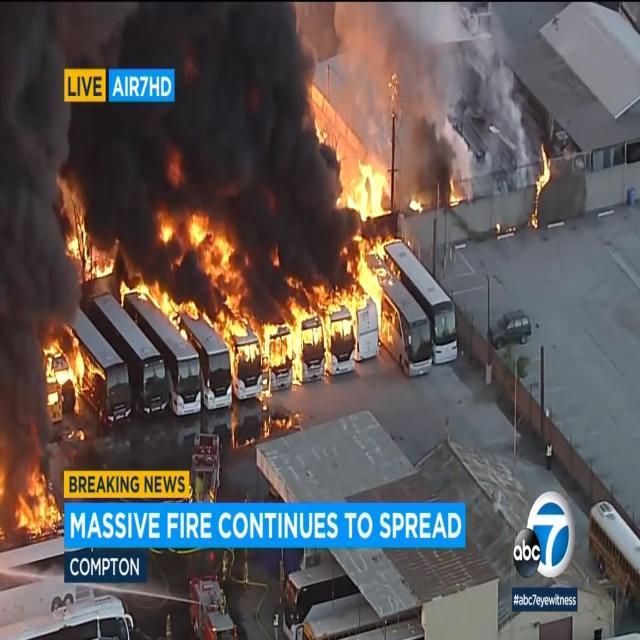 LIVE AIR7HD
BREAKING NEWS
MASSIVE FIRE CONTINUES TO SPREAD
COMPTON
abc 7
#abc7eyewitness